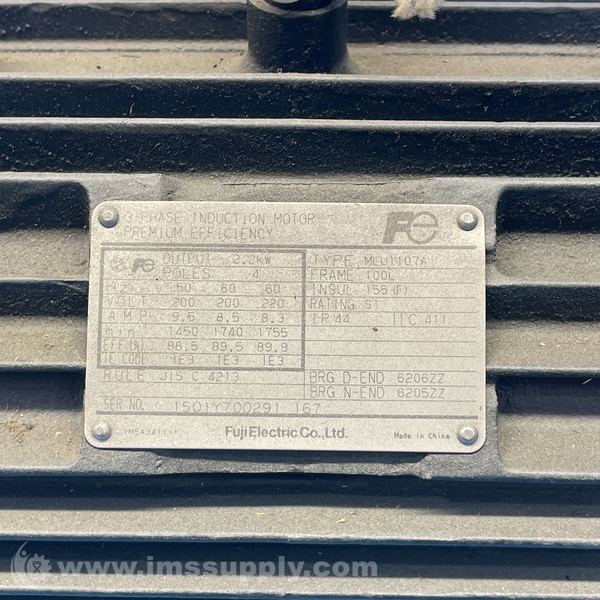 3 PHASE INDUCTION MOTOR
PREMIUM EFFICIENCY
Fe
OUTPUT 2.2KW
POLES 4
HZ 50 60 60
VOLT 200 200 220
AMP 9.6 8.5 8.3
min⁻¹ 1450 1740 1755
EFF(%) 88.5 89.5 89.9
IE CODE IE3 IE3 IE3
RULE JIS C 4213
TYPE MLU1107A
FRAME 100L
INSUL 155(F)
RATING S1
IP 44 IC 411
BRG D-END 6206ZZ
BRG N-END 6205ZZ
SER NO. 1501Y700291 167
Fuji Electric Co.,Ltd.
Made in China
www.imssupply.com